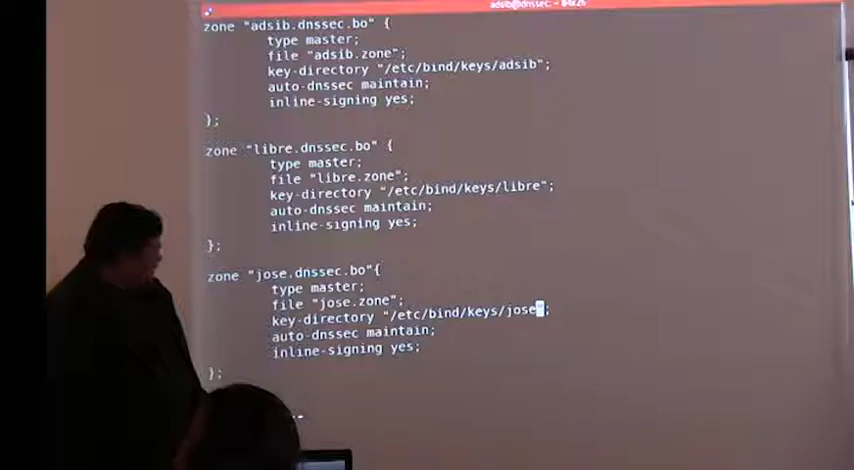 adsib@dnssec: ~ 84x26
zone "adsib.dnssec.bo" {
type master;
file "adsib.zone";
key-directory "/etc/bind/keys/adsib";
auto-dnssec maintain;
inline-signing yes;
};
zone "libre.dnssec.bo" {
type master;
file "libre.zone";
key-directory "/etc/bind/keys/libre";
auto-dnssec maintain;
inline-signing yes;
};
zone "jose.dnssec.bo"{
type master;
file "jose.zone";
key-directory "/etc/bind/keys/jose";
auto-dnssec maintain;
inline-signing yes;
};